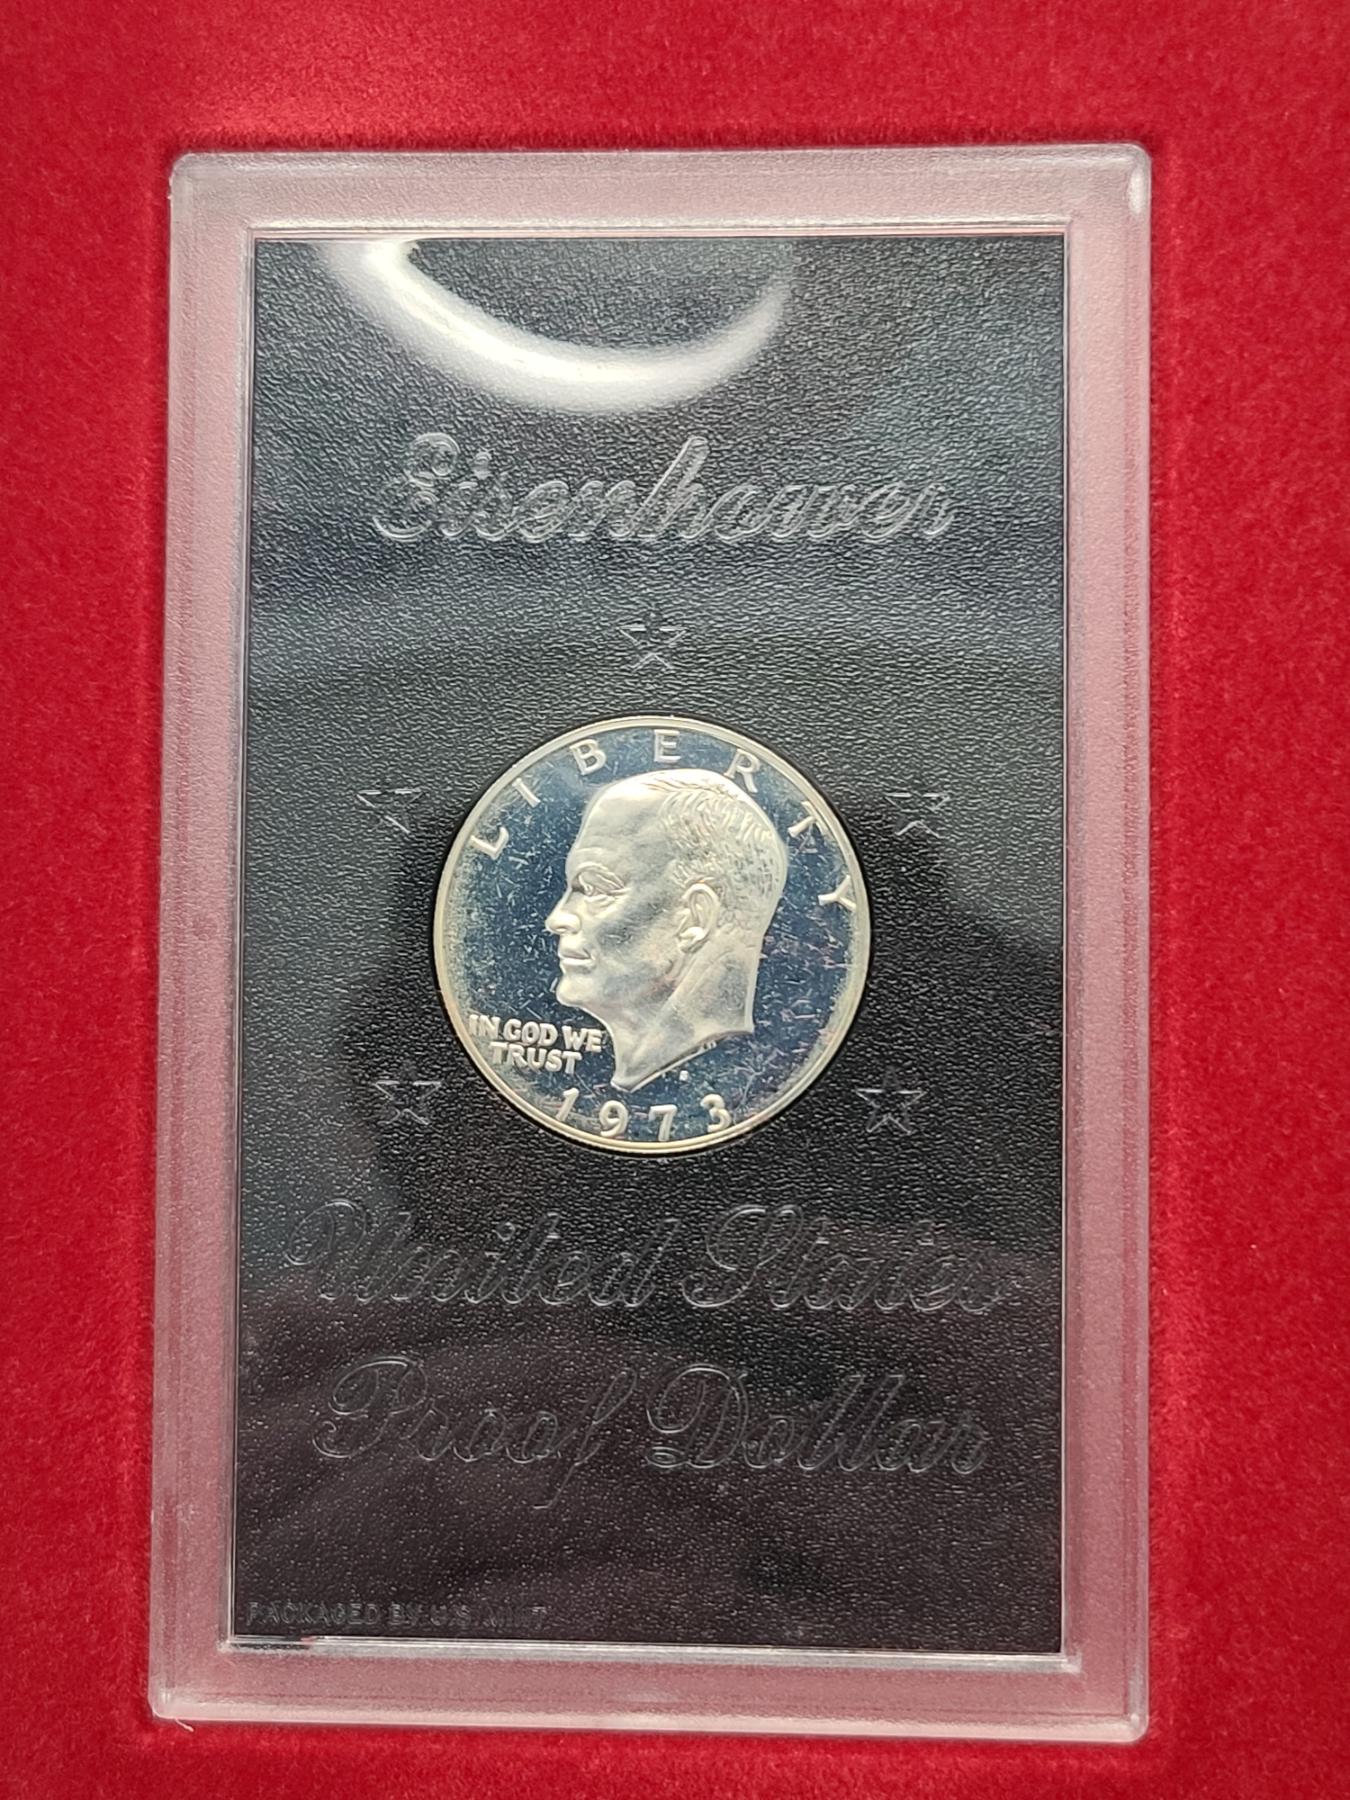 Eisenhower
LIBERTY
IN GOD WE
TRUST
1973
United States
Proof Dollar
PACKAGED BY U.S. MINT